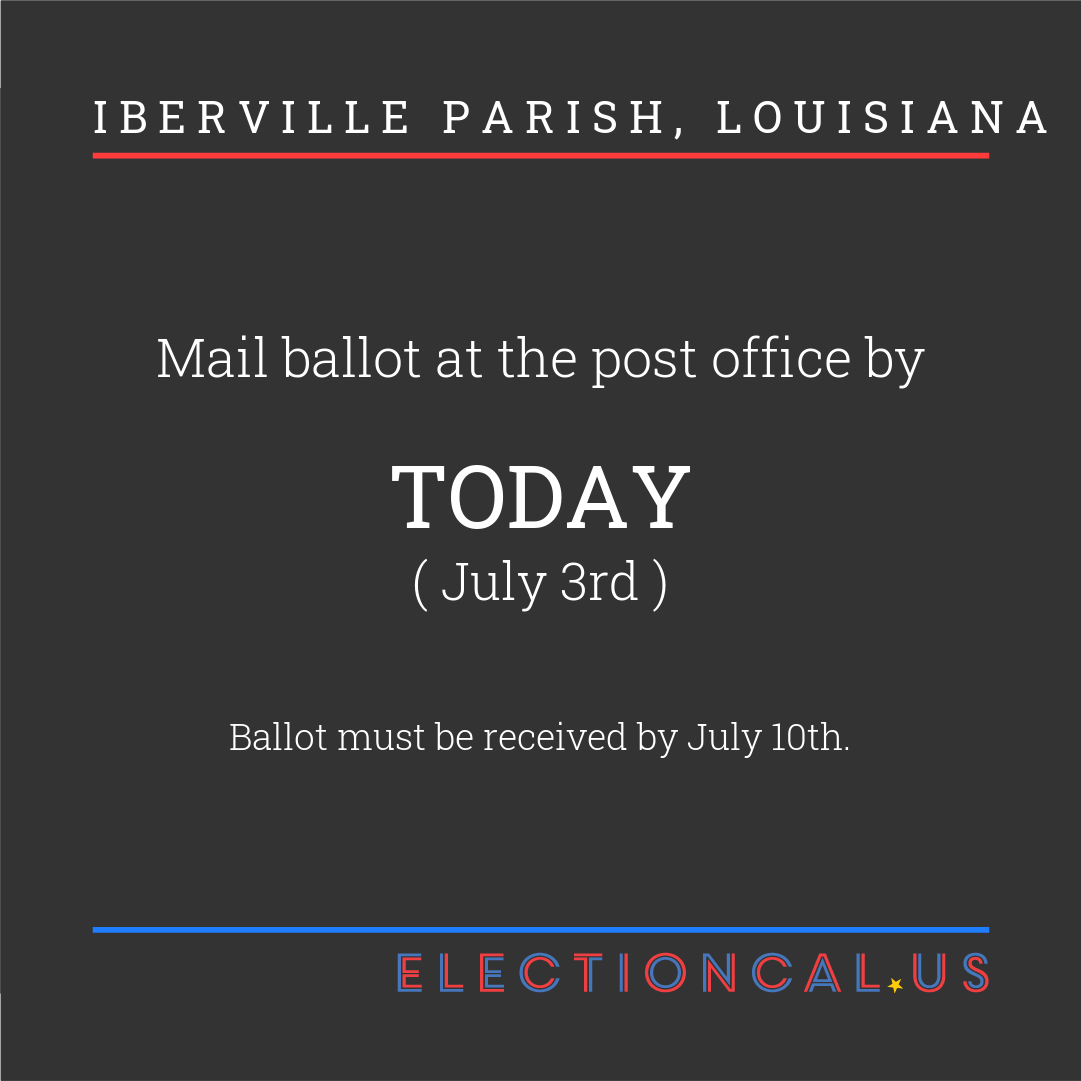 IBERVILLE PARISH, LOUISIANA
Mail ballot at the post office by
TODAY
( July 3rd )
Ballot must be received by July 10th.
ELECTIONCAL.US